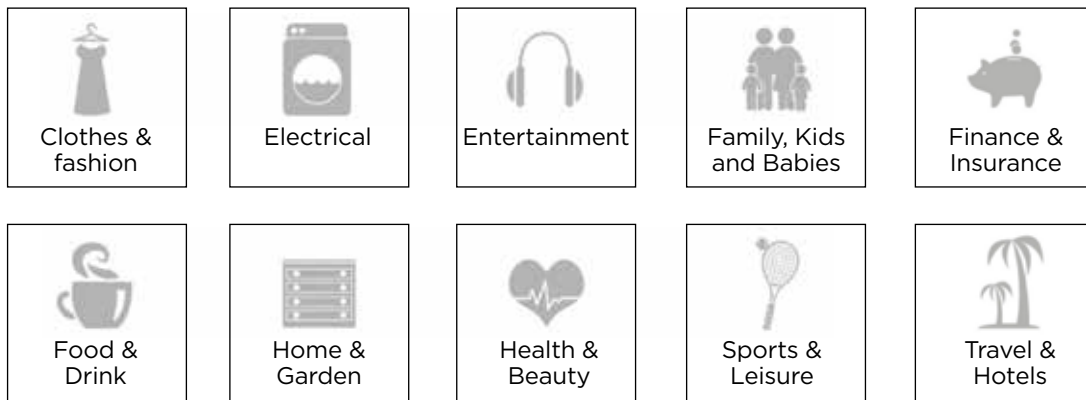 Clothes &
fashion
Electrical
Entertainment
Family, Kids
and Babies
Finance &
Insurance
Food &
Drink
Home &
Garden
Health &
Beauty
Sports &
Leisure
Travel &
Hotels